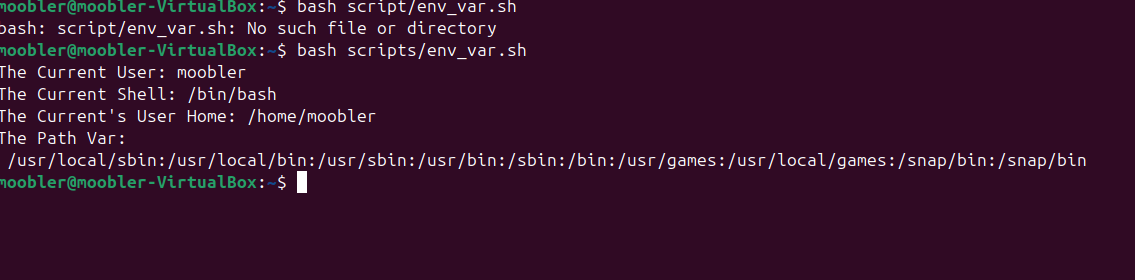 moobler@moobler-VirtualBox:~$ bash script/env_var.sh
bash: script/env_var.sh: No such file or directory
moobler@moobler-VirtualBox:~$ bash scripts/env_var.sh
The Current User: moobler
The Current Shell: /bin/bash
The Current's User Home: /home/moobler
The Path Var:
/usr/local/sbin:/usr/local/bin:/usr/sbin:/usr/bin:/sbin:/bin:/usr/games:/usr/local/games:/snap/bin:/snap/bin
moobler@moobler-VirtualBox:~$